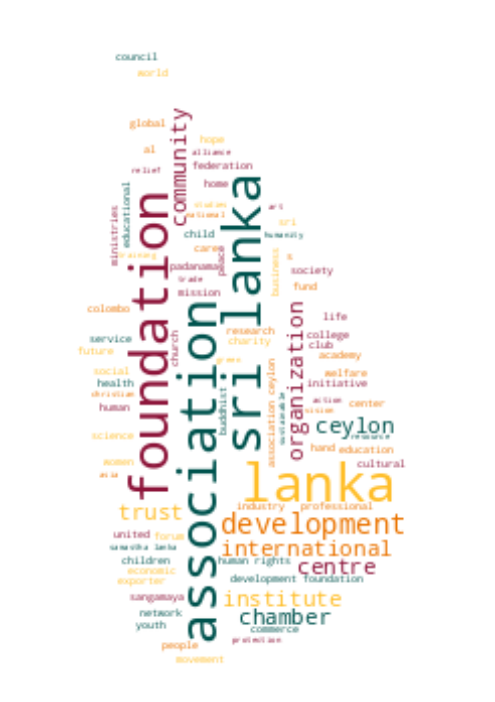 council
world
global
community
hope
al
alliance
relief
federation
home
educational
ministries
foundation
sri lanka
student
national
art
sri
child
humanity
training
care
peace
business
s
padanama
society
trade
fund
mission
colombo
association
organization
life
service
church
research
charity
college
club
future
green
academy
social
health
christian
human
buddhist
association ceylon
welfare
initiative
action
center
vision
ceylon
resource
science
hand
education
women
asia
cultural
lanka
trust
industry
professional
development
united
forum
international
samastha lanka
children
human rights
centre
economic
exporter
development foundation
sangamaya
institute
network
chamber
youth
commerce
people
protection
movement